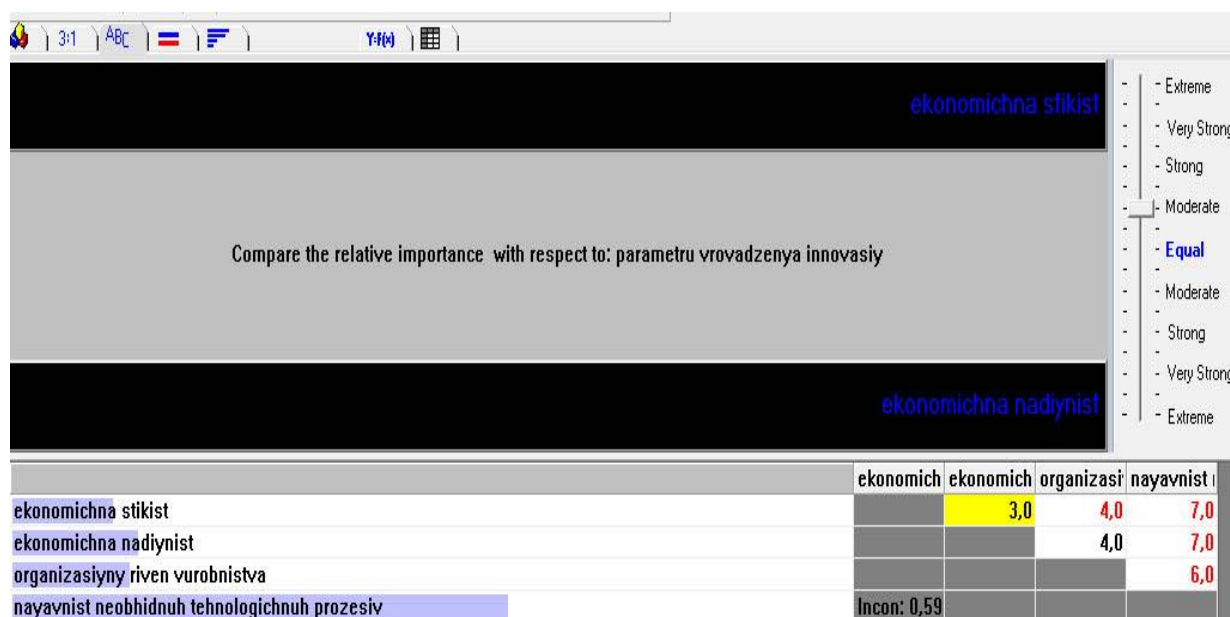 3:1 ABC Y=F(x)
ekonomichna stikist
Extreme
Very Strong
Strong
Moderate
Equal
Moderate
Strong
Very Strong
Extreme
Compare the relative importance with respect to: parametru vrovadzenya innovasiy
ekonomichna nadiynist
ekonomich ekonomich organizasi nayavnist
ekonomichna stikist 3,0 4,0 7,0
ekonomichna nadiynist 4,0 7,0
organizasiyny riven vurobnistva 6,0
nayavnist neobhidnuh tehnologichnuh prozesiv Incon: 0,59